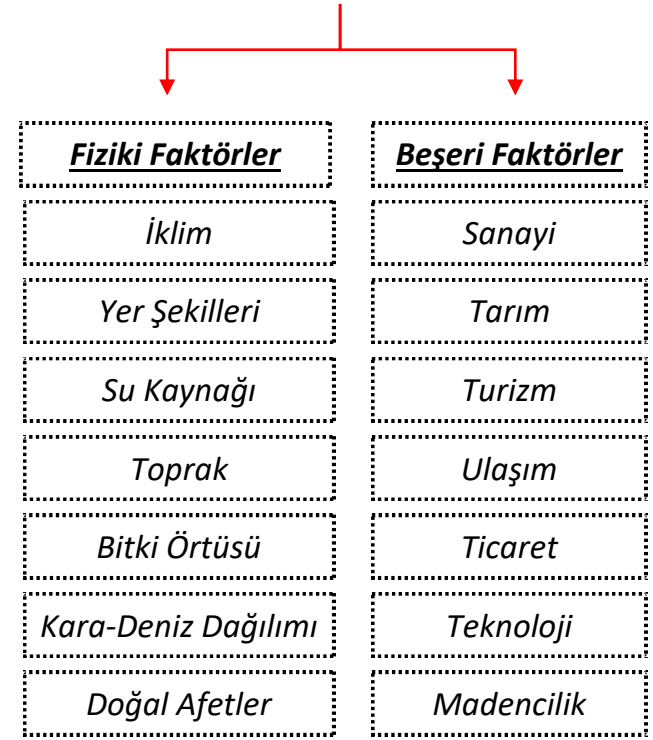 Fiziki Faktörler
İklim
Yer Şekilleri
Su Kaynağı
Toprak
Bitki Örtüsü
Kara-Deniz Dağılımı
Doğal Afetler
Beşeri Faktörler
Sanayi
Tarım
Turizm
Ulaşım
Ticaret
Teknoloji
Madencilik